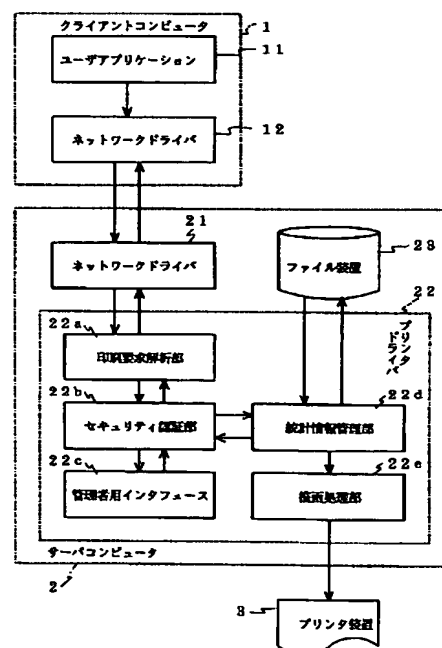 クライアントコンピュータ
1
ユーザアプリケーション
11
ネットワークドライバ
12
21
ネットワークドライバ
ファイル装置
23
22
プリンタドライバ
22a
印刷要求解析部
22b
セキュリティ認証部
22d
統計情報管理部
22c
管理者用インタフェース
22e
描画処理部
サーバコンピュータ
2
3
プリンタ装置